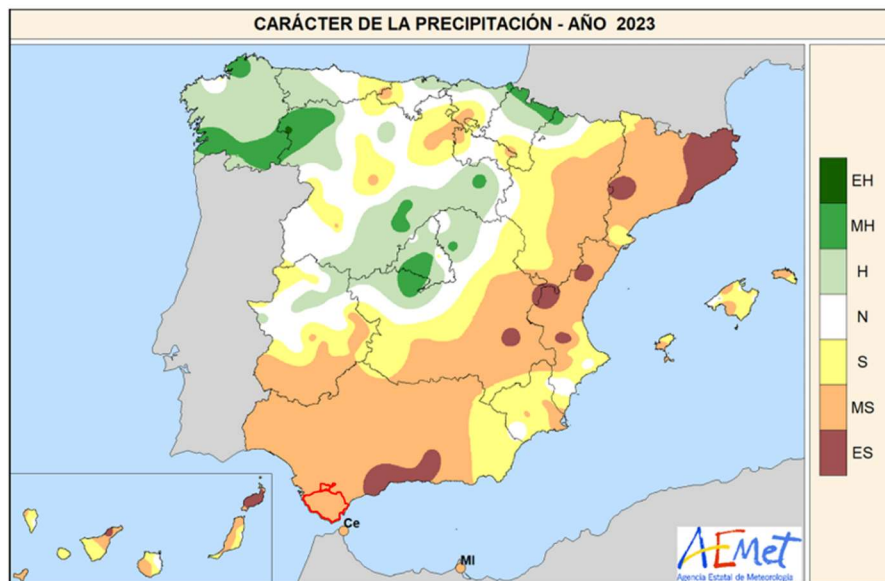 CARÁCTER DE LA PRECIPITACIÓN - AÑO 2023
EH
MH
H
N
S
MS
ES
Ce
Ml
AEMet
Agencia Estatal de Meteorología